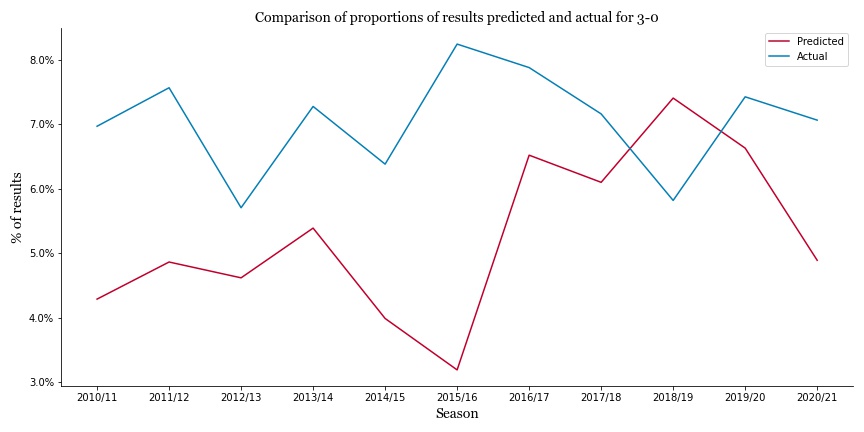 Comparison of proportions of results predicted and actual for 3-0
Predicted
Actual
8.0%
7.0%
6.0%
5.0%
4.0%
3.0%
% of results
2010/11 2011/12 2012/13 2013/14 2014/15 2015/16 2016/17 2017/18 2018/19 2019/20 2020/21
Season